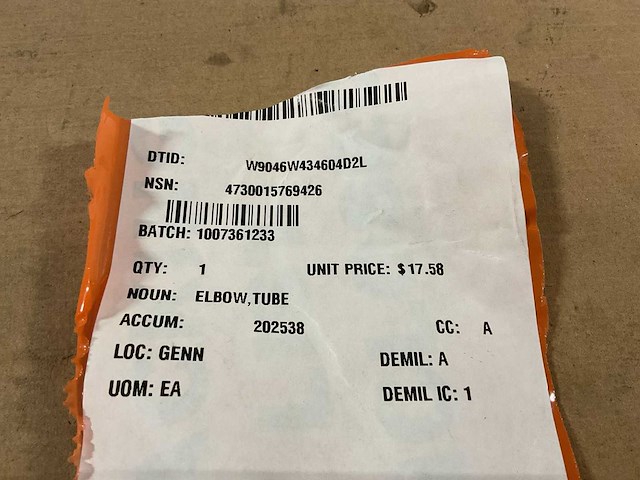 DTID: W9046W434604D2L
NSN: 4730015769426
BATCH: 1007361233
QTY: 1 UNIT PRICE: $17.58
NOUN: ELBOW,TUBE
ACCUM: 202538 CC: A
LOC: GENN DEMIL: A
UOM: EA DEMIL IC: 1